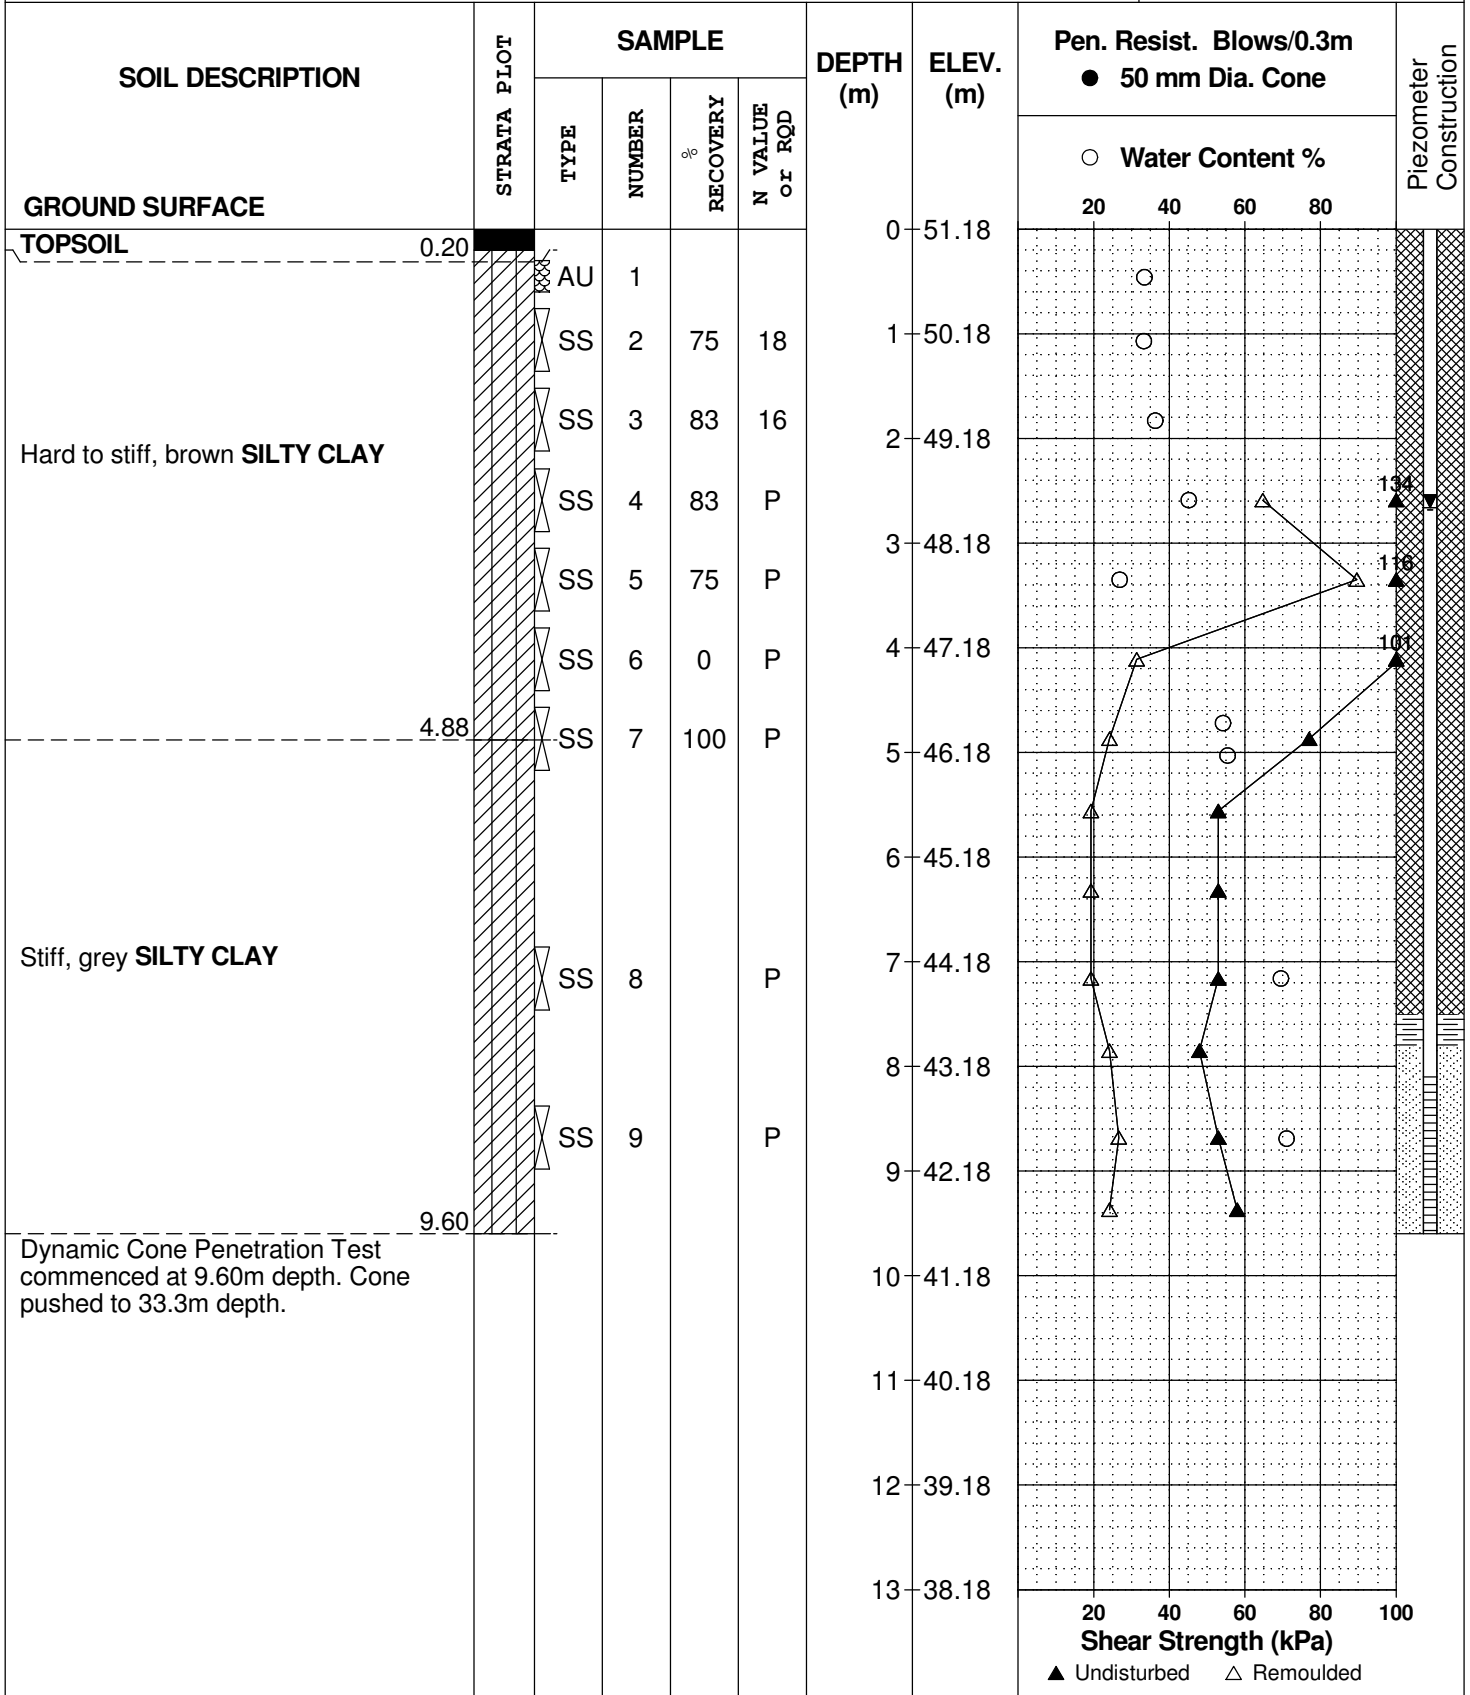 SOIL DESCRIPTION
GROUND SURFACE
STRATA PLOT
SAMPLE
TYPE
NUMBER
% RECOVERY
N VALUE
or RQD
DEPTH
(m)
ELEV.
(m)
Pen. Resist. Blows/0.3m
● 50 mm Dia. Cone
○ Water Content %
20 40 60 80
Piezometer
Construction
0 51.18
TOPSOIL 0.20
AU 1
SS 2 75 18
1 50.18
SS 3 83 16
2 49.18
Hard to stiff, brown SILTY CLAY
134
SS 4 83 P
3 48.18
116
SS 5 75 P
4 47.18
101
SS 6 0 P
4.88
SS 7 100 P
5 46.18
6 45.18
Stiff, grey SILTY CLAY
7 44.18
SS 8 P
8 43.18
SS 9 P
9 42.18
9.60
Dynamic Cone Penetration Test
commenced at 9.60m depth. Cone
pushed to 33.3m depth.
10 41.18
11 40.18
12 39.18
13 38.18
20 40 60 80 100
Shear Strength (kPa)
▲ Undisturbed △ Remoulded